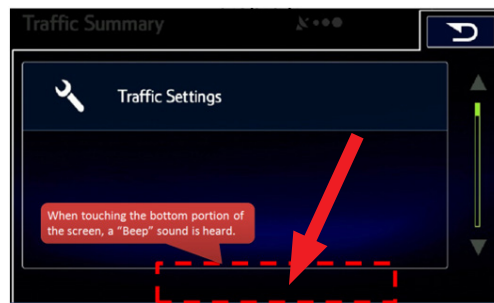 Traffic Summary
Traffic Settings
When touching the bottom portion of
the screen, a “Beep” sound is heard.